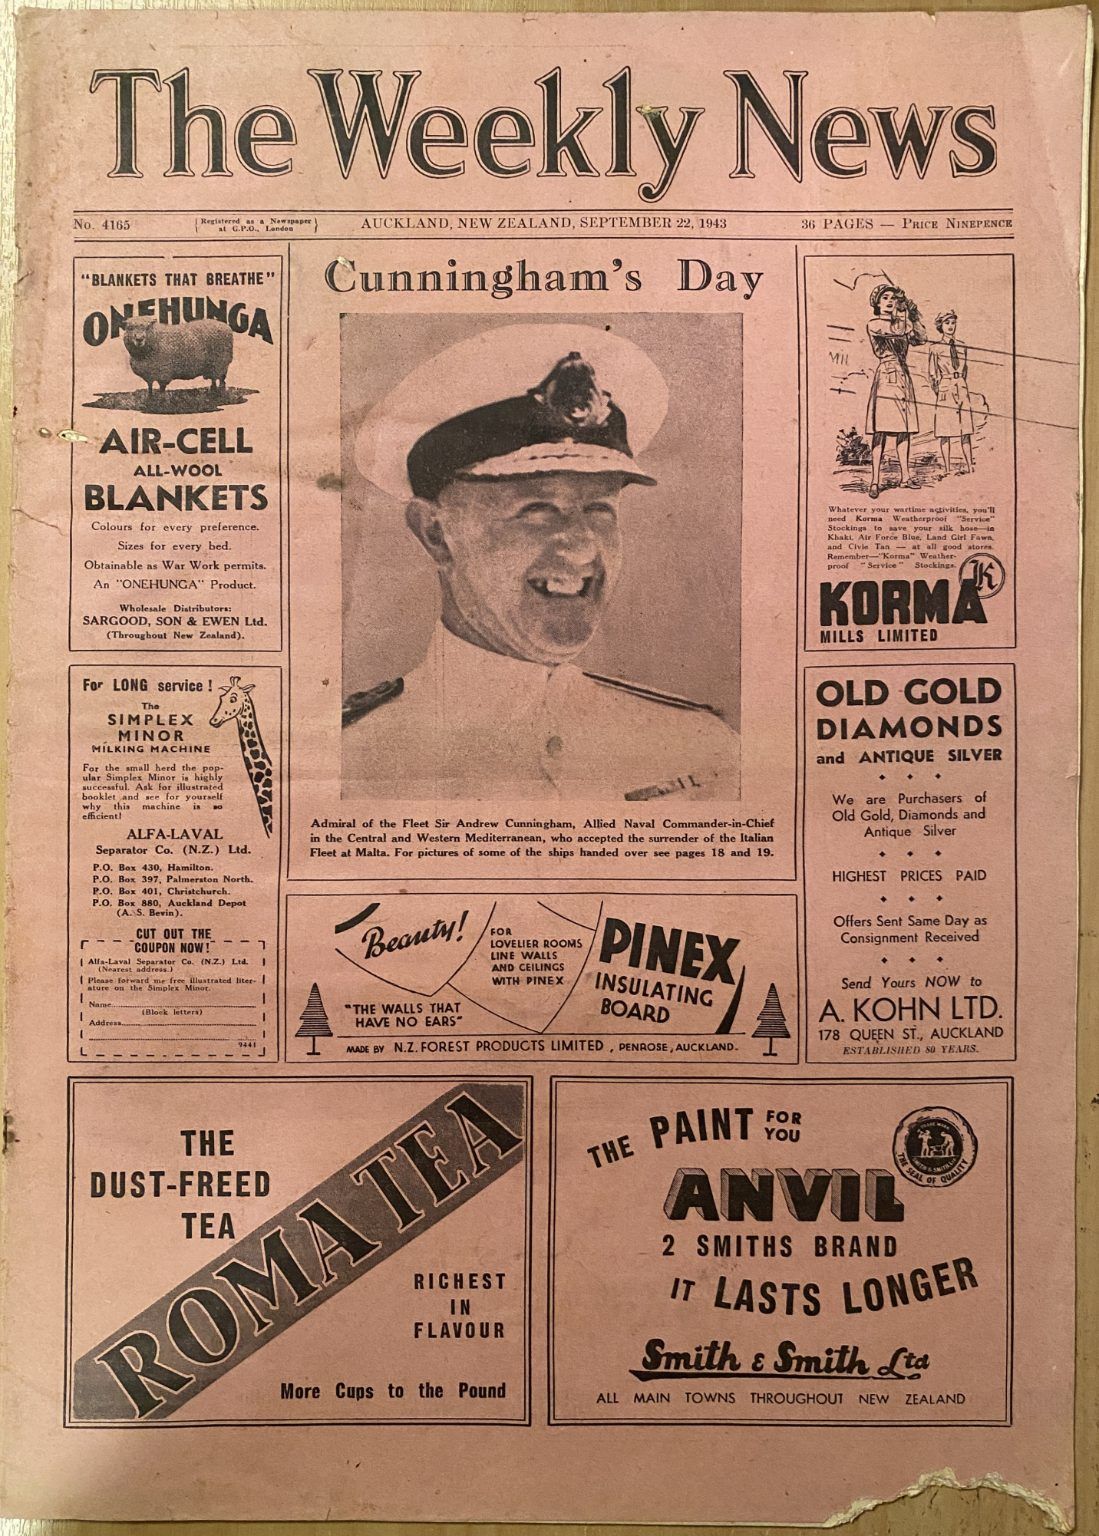 The Weekly News
No. 4165
Registered as a Newspaper
at G.P.O., London
AUCKLAND, NEW ZEALAND, SEPTEMBER 22, 1943
36 PAGES — PRICE NINEPENCE
"BLANKETS THAT BREATHE"
ONEHUNGA
AIR-CELL
ALL-WOOL
BLANKETS
Colours for every preference.
Sizes for every bed.
Obtainable as War Work permits.
An "ONEHUNGA" Product.
Wholesale Distributors:
SARGOOD, SON & EWEN Ltd.
(Throughout New Zealand).
For LONG service!
The
SIMPLEX
MINOR
MILKING MACHINE
For the small herd the pop-
ular Simplex Minor is highly
successful. Ask for illustrated
booklet and see for yourself
why this machine is so
efficient!
ALFA-LAVAL
Separator Co. (N.Z.) Ltd.
P.O. Box 430, Hamilton.
P.O. Box 397, Palmerston North.
P.O. Box 401, Christchurch.
P.O. Box 880, Auckland Depot
(A. S. Bevin).
CUT OUT THE
COUPON NOW!
Alfa-Laval Separator Co. (N.Z.) Ltd.
(Nearest address.)
Please forward me free illustrated liter-
ature on the Simplex Minor.
Name
(Block letters)
Address
9441
Cunningham's Day
Admiral of the Fleet Sir Andrew Cunningham, Allied Naval Commander-in-Chief
in the Central and Western Mediterranean, who accepted the surrender of the Italian
Fleet at Malta. For pictures of some of the ships handed over see pages 18 and 19.
Beauty!
FOR
LOVELIER ROOMS
LINE WALLS
AND CEILINGS
WITH PINEX
PINEX
INSULATING
BOARD
"THE WALLS THAT
HAVE NO EARS"
MADE BY N.Z. FOREST PRODUCTS LIMITED, PENROSE, AUCKLAND.
MIL
Whatever your wartime activities, you'll
need Korma Weatherproof "Service"
Stockings to save your silk hose—in
Khaki, Air Force Blue, Land Girl Fawn,
and Civic Tan — at all good stores.
Remember—"Korma" Weather-
proof "Service" Stockings.
K
KORMA
MILLS LIMITED
OLD GOLD
DIAMONDS
and ANTIQUE SILVER
We are Purchasers of
Old Gold, Diamonds and
Antique Silver
HIGHEST PRICES PAID
Offers Sent Same Day as
Consignment Received
Send Yours NOW to
A. KOHN LTD.
178 QUEEN ST., AUCKLAND
ESTABLISHED 80 YEARS.
THE
DUST-FREED
TEA
ROMA TEA
RICHEST
IN
FLAVOUR
More Cups to the Pound
THE PAINT FOR
YOU
THE SEAL OF QUALITY
ANVIL
2 SMITHS BRAND
IT LASTS LONGER
Smith & Smith Ltd
ALL MAIN TOWNS THROUGHOUT NEW ZEALAND